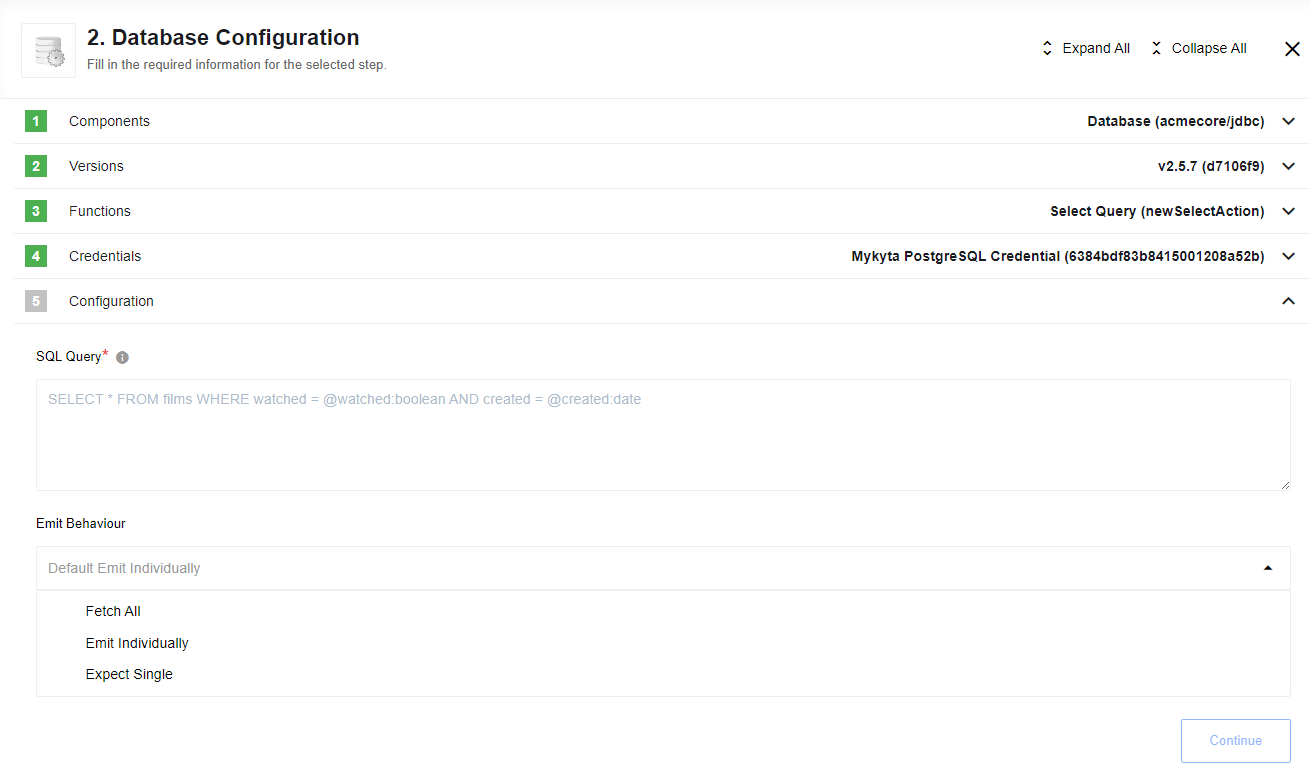 2. Database Configuration
Fill in the required information for the selected step.
Expand All
Collapse All
1 Components Database (acmecore/jdbc)
2 Versions v2.5.7 (d7106f9)
3 Functions Select Query (newSelectAction)
4 Credentials Mykyta PostgreSQL Credential (6384bdf83b8415001208a52b)
5 Configuration
SQL Query*
SELECT * FROM films WHERE watched = @watched:boolean AND created = @created:date
Emit Behaviour
Default Emit Individually
Fetch All
Emit Individually
Expect Single
Continue